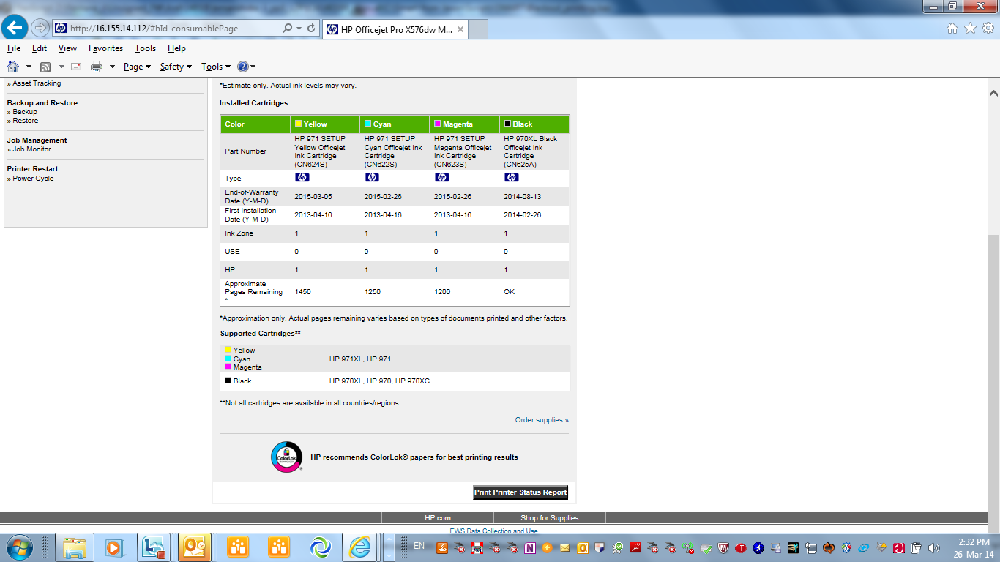 http://16.155.14.112/#hId-consumablePage
HP Officejet Pro X576dw M...
File Edit View Favorites Tools Help
Page Safety Tools
» Asset Tracking
Backup and Restore
» Backup
» Restore
Job Management
» Job Monitor
Printer Restart
» Power Cycle
*Estimate only. Actual ink levels may vary.
Installed Cartridges
Color Yellow Cyan Magenta Black
Part Number
HP 971 SETUP
Yellow Officejet
Ink Cartridge
(CN624S)
HP 971 SETUP
Cyan Officejet Ink
Cartridge
(CN622S)
HP 971 SETUP
Magenta Officejet
Ink Cartridge
(CN623S)
HP 970XL Black
Officejet Ink
Cartridge
(CN625A)
Type hp hp hp hp
End-of-Warranty
Date (Y-M-D)
2015-03-05 2015-02-26 2015-02-26 2014-08-13
First Installation
Date (Y-M-D)
2013-04-16 2013-04-16 2013-04-16 2014-02-26
Ink Zone 1 1 1 1
USE 0 0 0 0
HP 1 1 1 1
Approximate
Pages Remaining
*
1450 1250 1200 OK
*Approximation only. Actual pages remaining varies based on types of documents printed and other factors.
Supported Cartridges**
Yellow
Cyan
Magenta
HP 971XL, HP 971
Black HP 970XL, HP 970, HP 970XC
**Not all cartridges are available in all countries/regions.
... Order supplies »
ColorLok
HP recommends ColorLok® papers for best printing results
Print Printer Status Report
HP.com Shop for Supplies
EWS Data Collection and Use
EN
2:32 PM
26-Mar-14